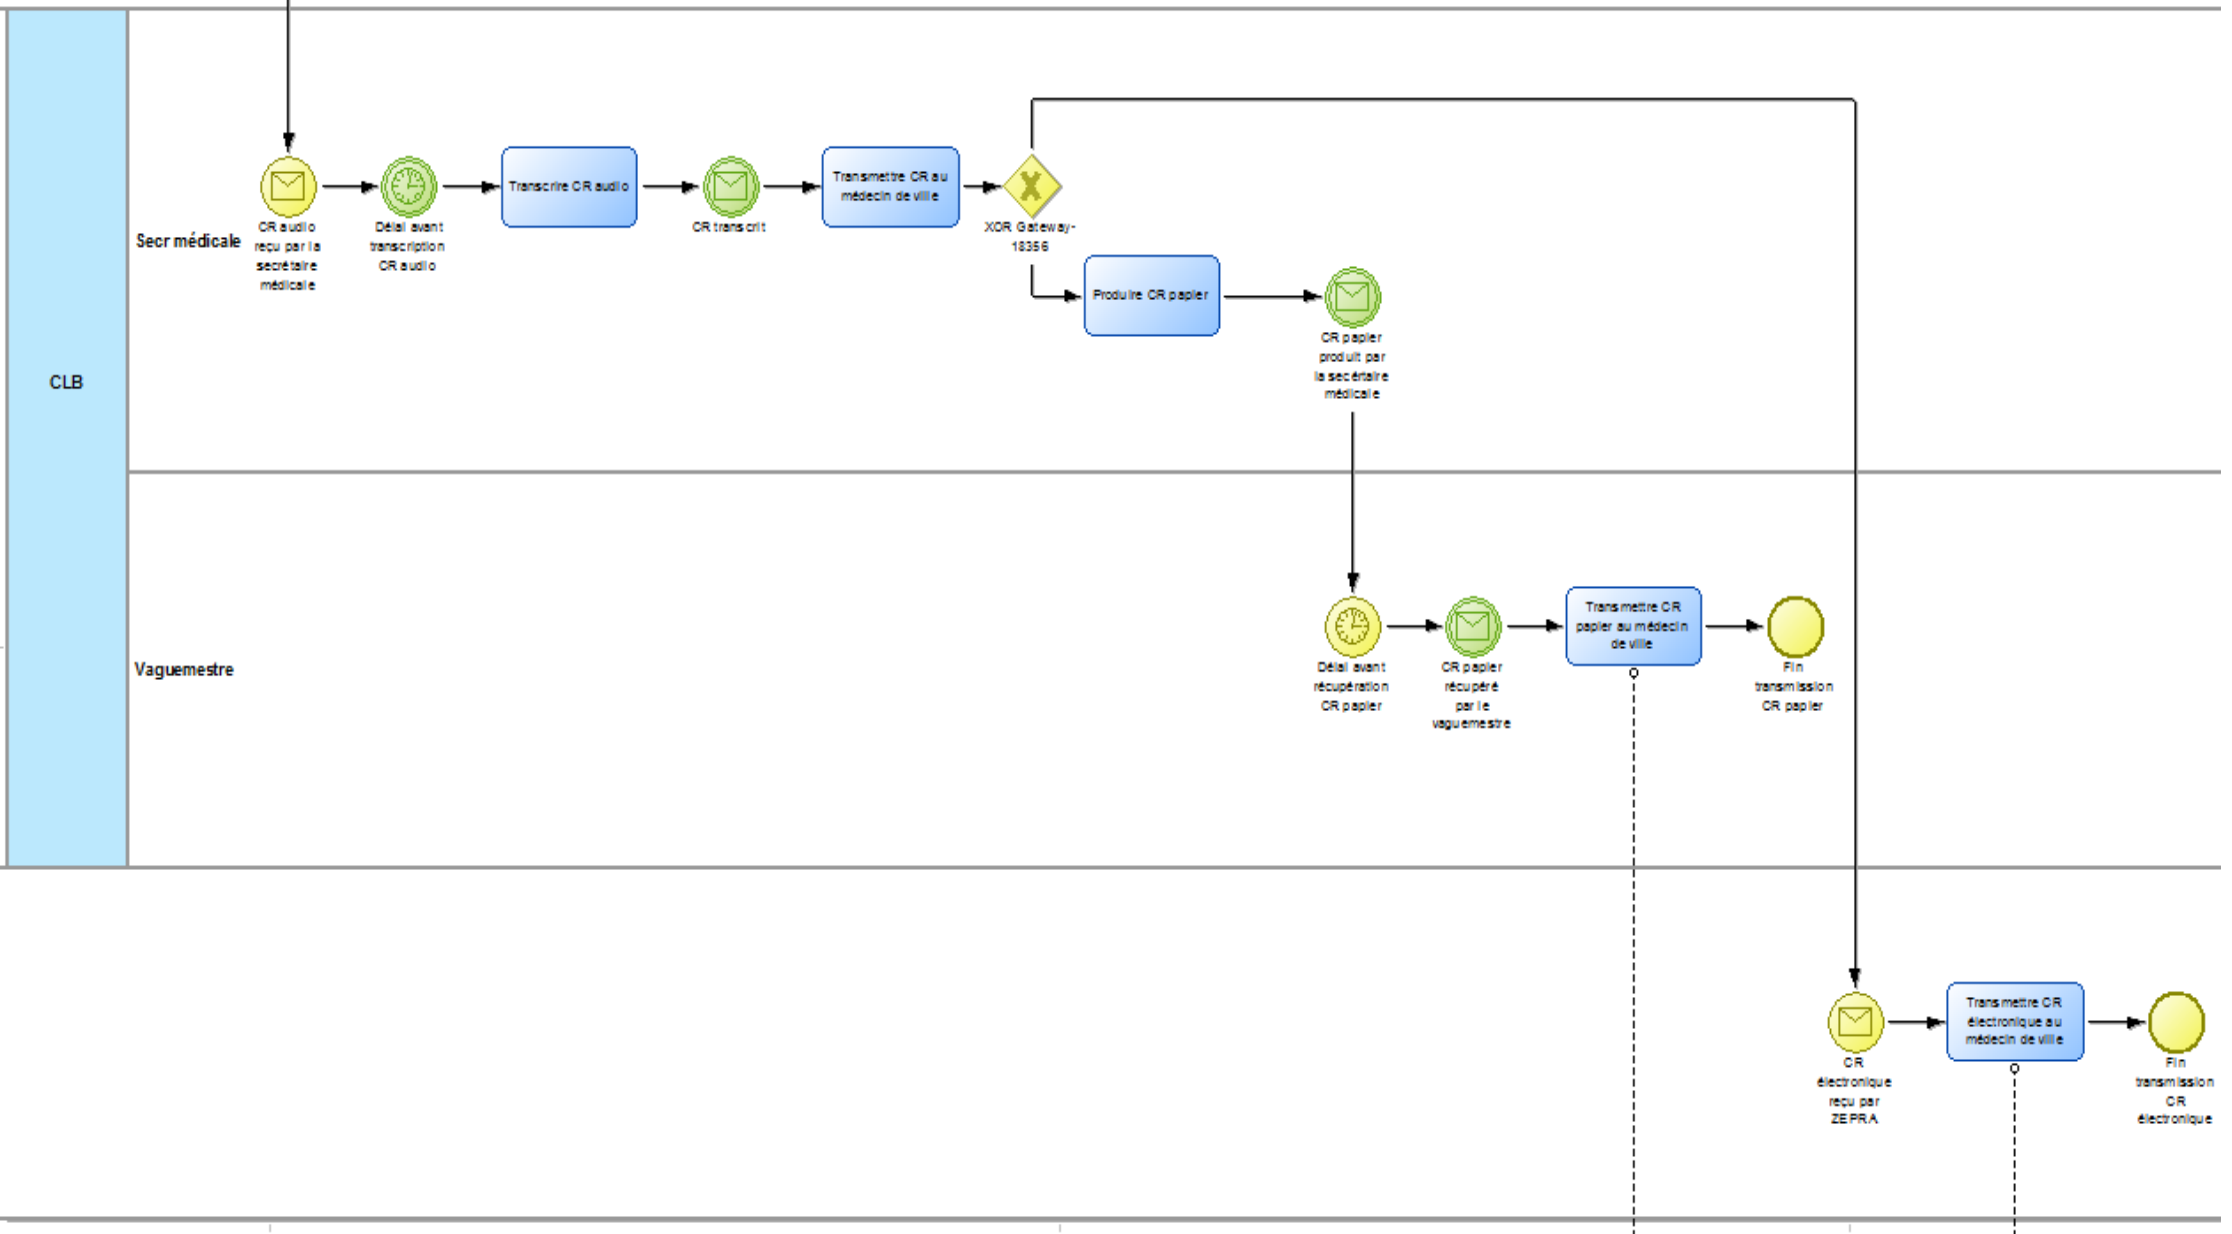 CLB
Secr médicale
CR audio
reçu par la
secrétaire
médicale
Délai avant
transcription
CR audio
Transcrire CR audio
CR transcrit
Transmettre CR au
médecin de ville
XOR Gateway-
18356
Produire CR papier
CR papier
produit par
la secértaire
médicale
Vaguemestre
Délai avant
récupération
CR papier
CR papier
récupéré
par le
vaguemestre
Transmettre CR
papier au médecin
de ville
Fin
transmission
CR papier
CR
électronique
reçu par
ZEPRA
Transmettre CR
électronique au
médecin de ville
Fin
transmission
CR
électronique